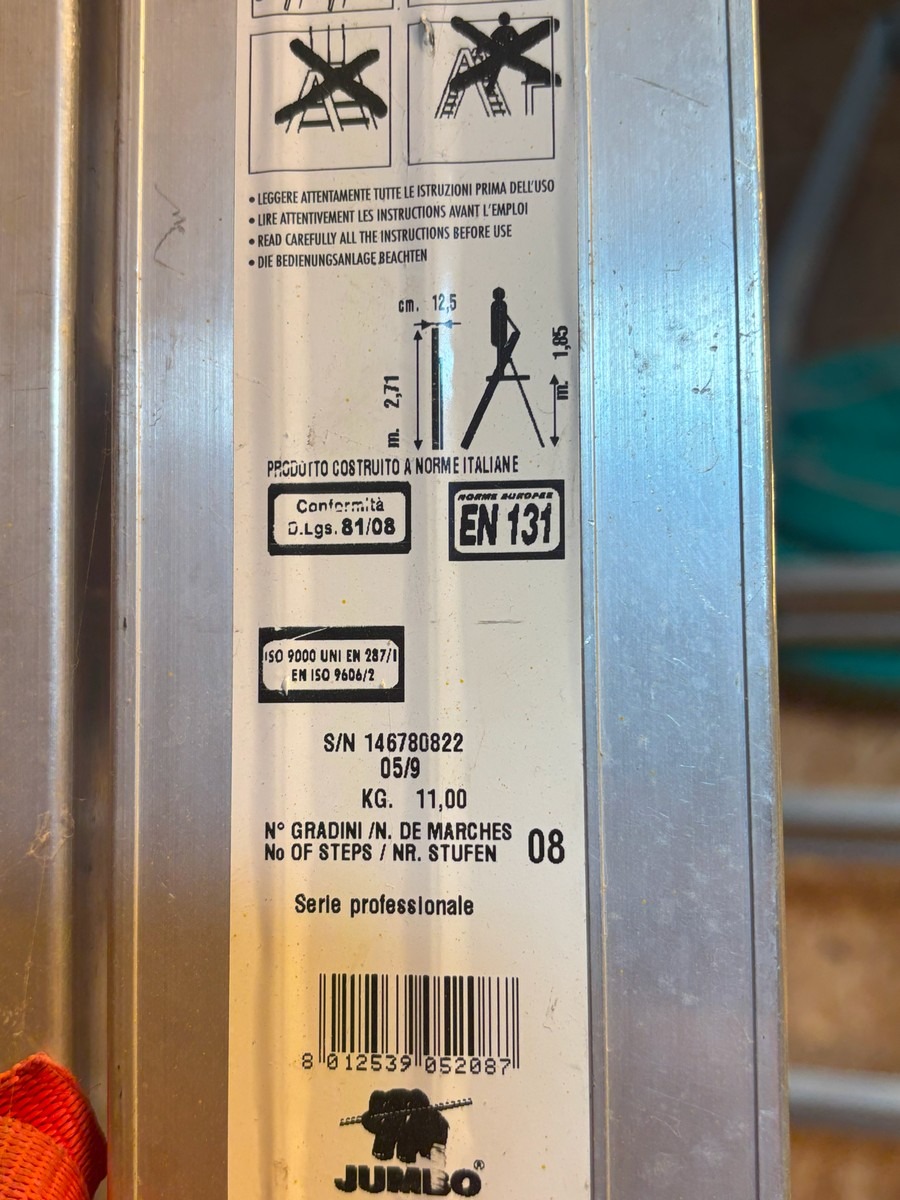 • LEGGERE ATTENTAMENTE TUTTE LE ISTRUZIONI PRIMA DELL'USO
• LIRE ATTENTIVEMENT LES INSTRUCTIONS AVANT L'EMPLOI
• READ CAREFULLY ALL THE INSTRUCTIONS BEFORE USE
• DIE BEDIENUNGSANLAGE BEACHTEN
cm. 12,5
m. 2,71
m. 1,85
PRODOTTO COSTRUITO A NORME ITALIANE
Conformità
D.Lgs. 81/08
NORME EUROPEE
EN 131
ISO 9000 UNI EN 287/1
EN ISO 9606/2
S/N 146780822
05/9
KG. 11,00
N° GRADINI /N. DE MARCHES
No OF STEPS / NR. STUFEN 08
Serie professionale
8 012539 052087
JUMBO®